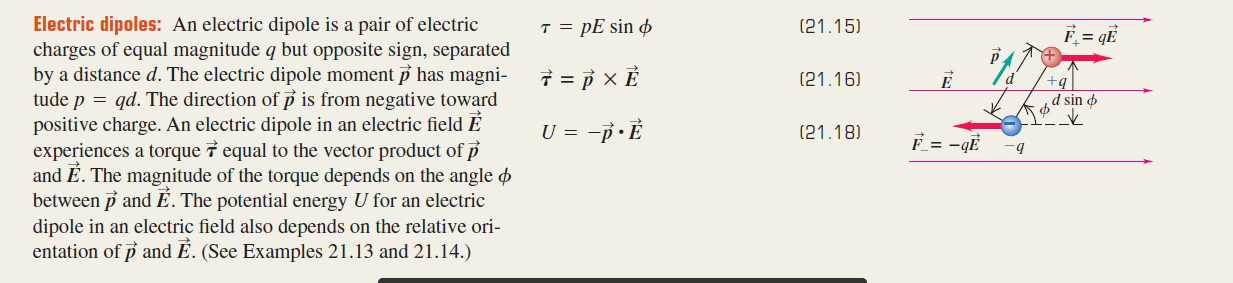 Electric dipoles: An electric dipole is a pair of electric
charges of equal magnitude q but opposite sign, separated
by a distance d. The electric dipole moment p⃗ has magni-
tude p = qd. The direction of p⃗ is from negative toward
positive charge. An electric dipole in an electric field E⃗
experiences a torque τ⃗ equal to the vector product of p⃗
and E⃗. The magnitude of the torque depends on the angle ϕ
between p⃗ and E⃗. The potential energy U for an electric
dipole in an electric field also depends on the relative ori-
entation of p⃗ and E⃗. (See Examples 21.13 and 21.14.)
τ = pE sin ϕ (21.15)
τ⃗ = p⃗ × E⃗ (21.16)
U = −p⃗ · E⃗ (21.18)
F⃗₊ = qE⃗
p⃗
+
E⃗
d
+q
d sin ϕ
ϕ
−
F⃗₋ = −qE⃗
−q